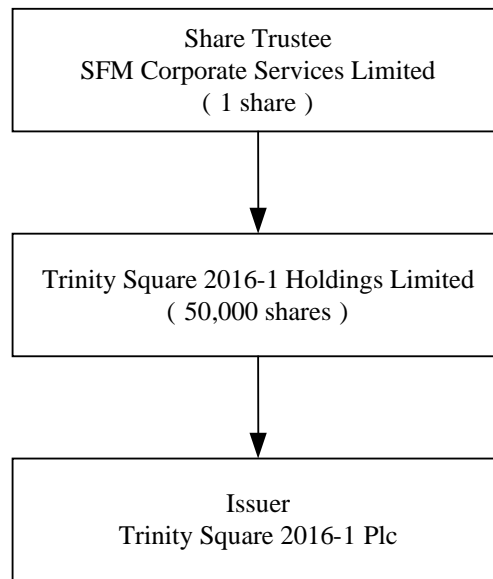 Share Trustee
SFM Corporate Services Limited
( 1 share )
Trinity Square 2016-1 Holdings Limited
( 50,000 shares )
Issuer
Trinity Square 2016-1 Plc